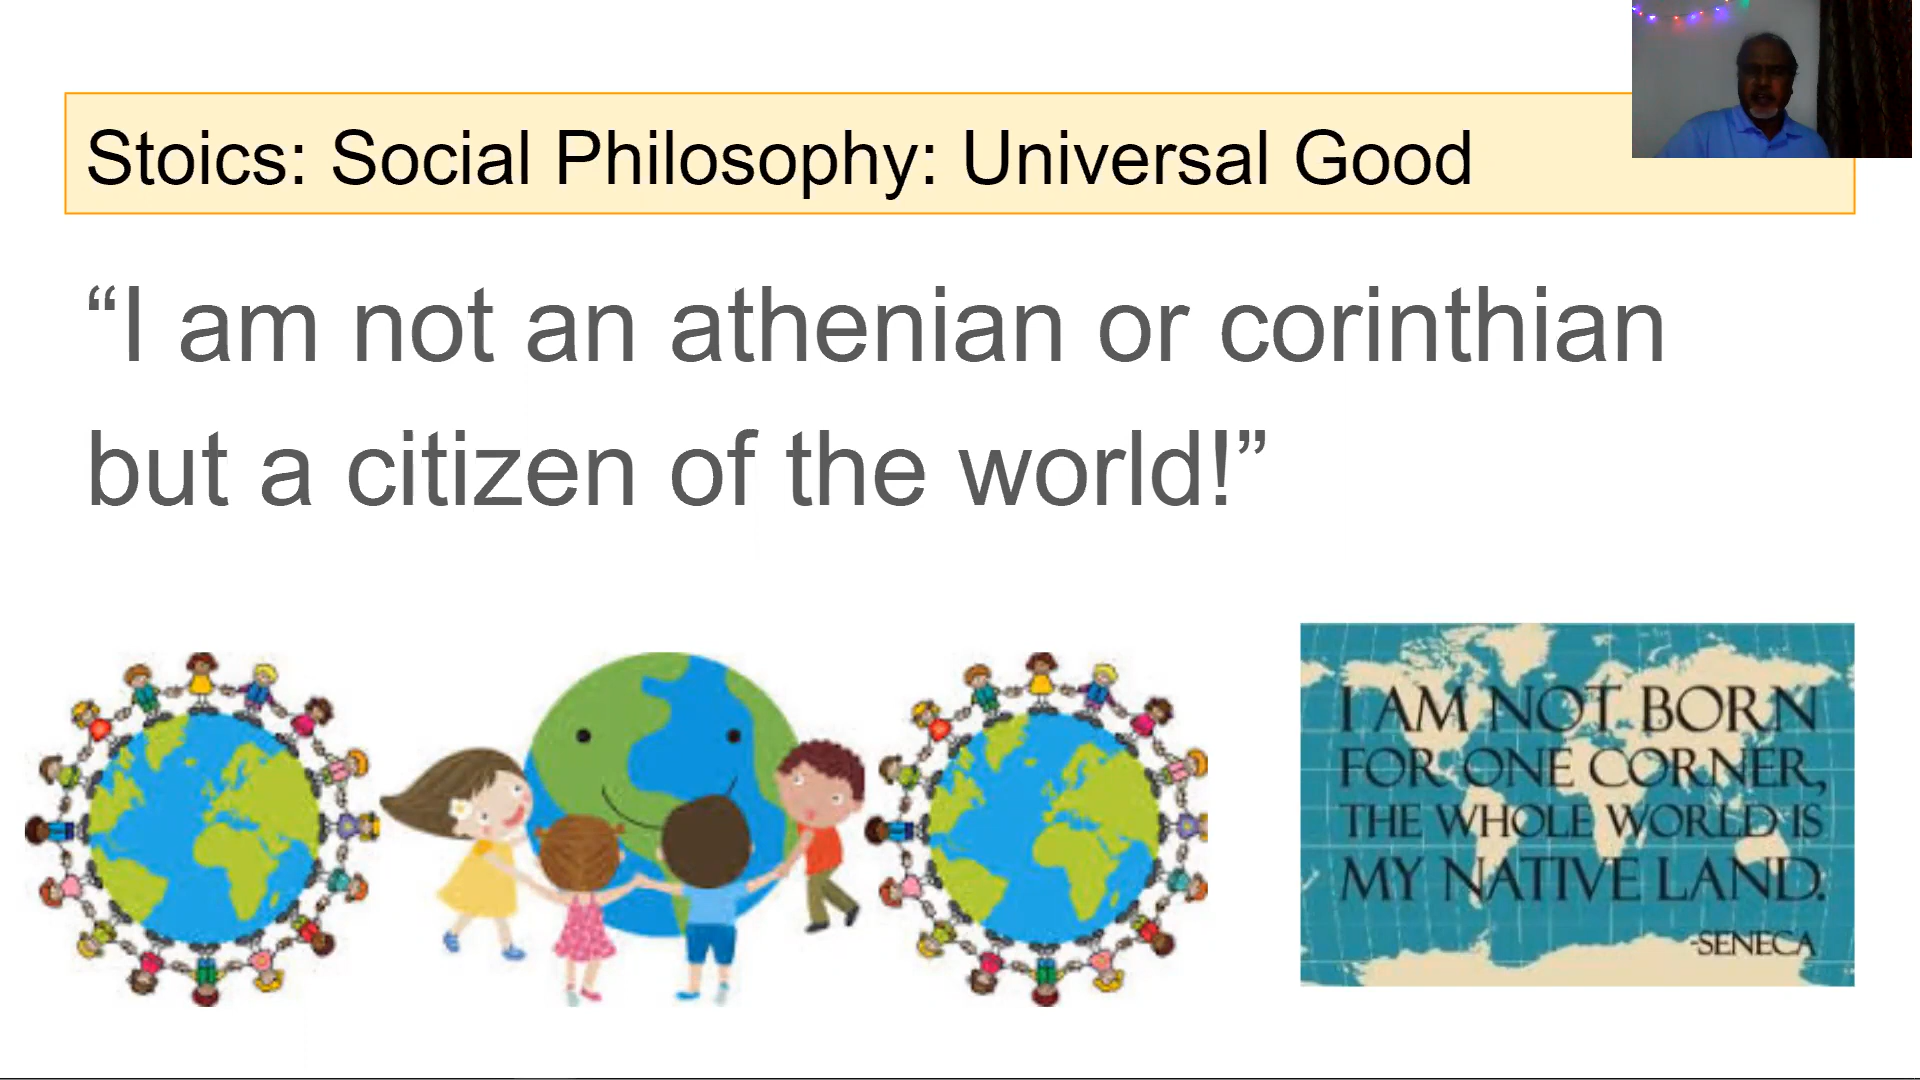 Stoics: Social Philosophy: Universal Good
“I am not an athenian or corinthian
but a citizen of the world!”
I AM NOT BORN
FOR ONE CORNER,
THE WHOLE WORLD IS
MY NATIVE LAND.
-SENECA